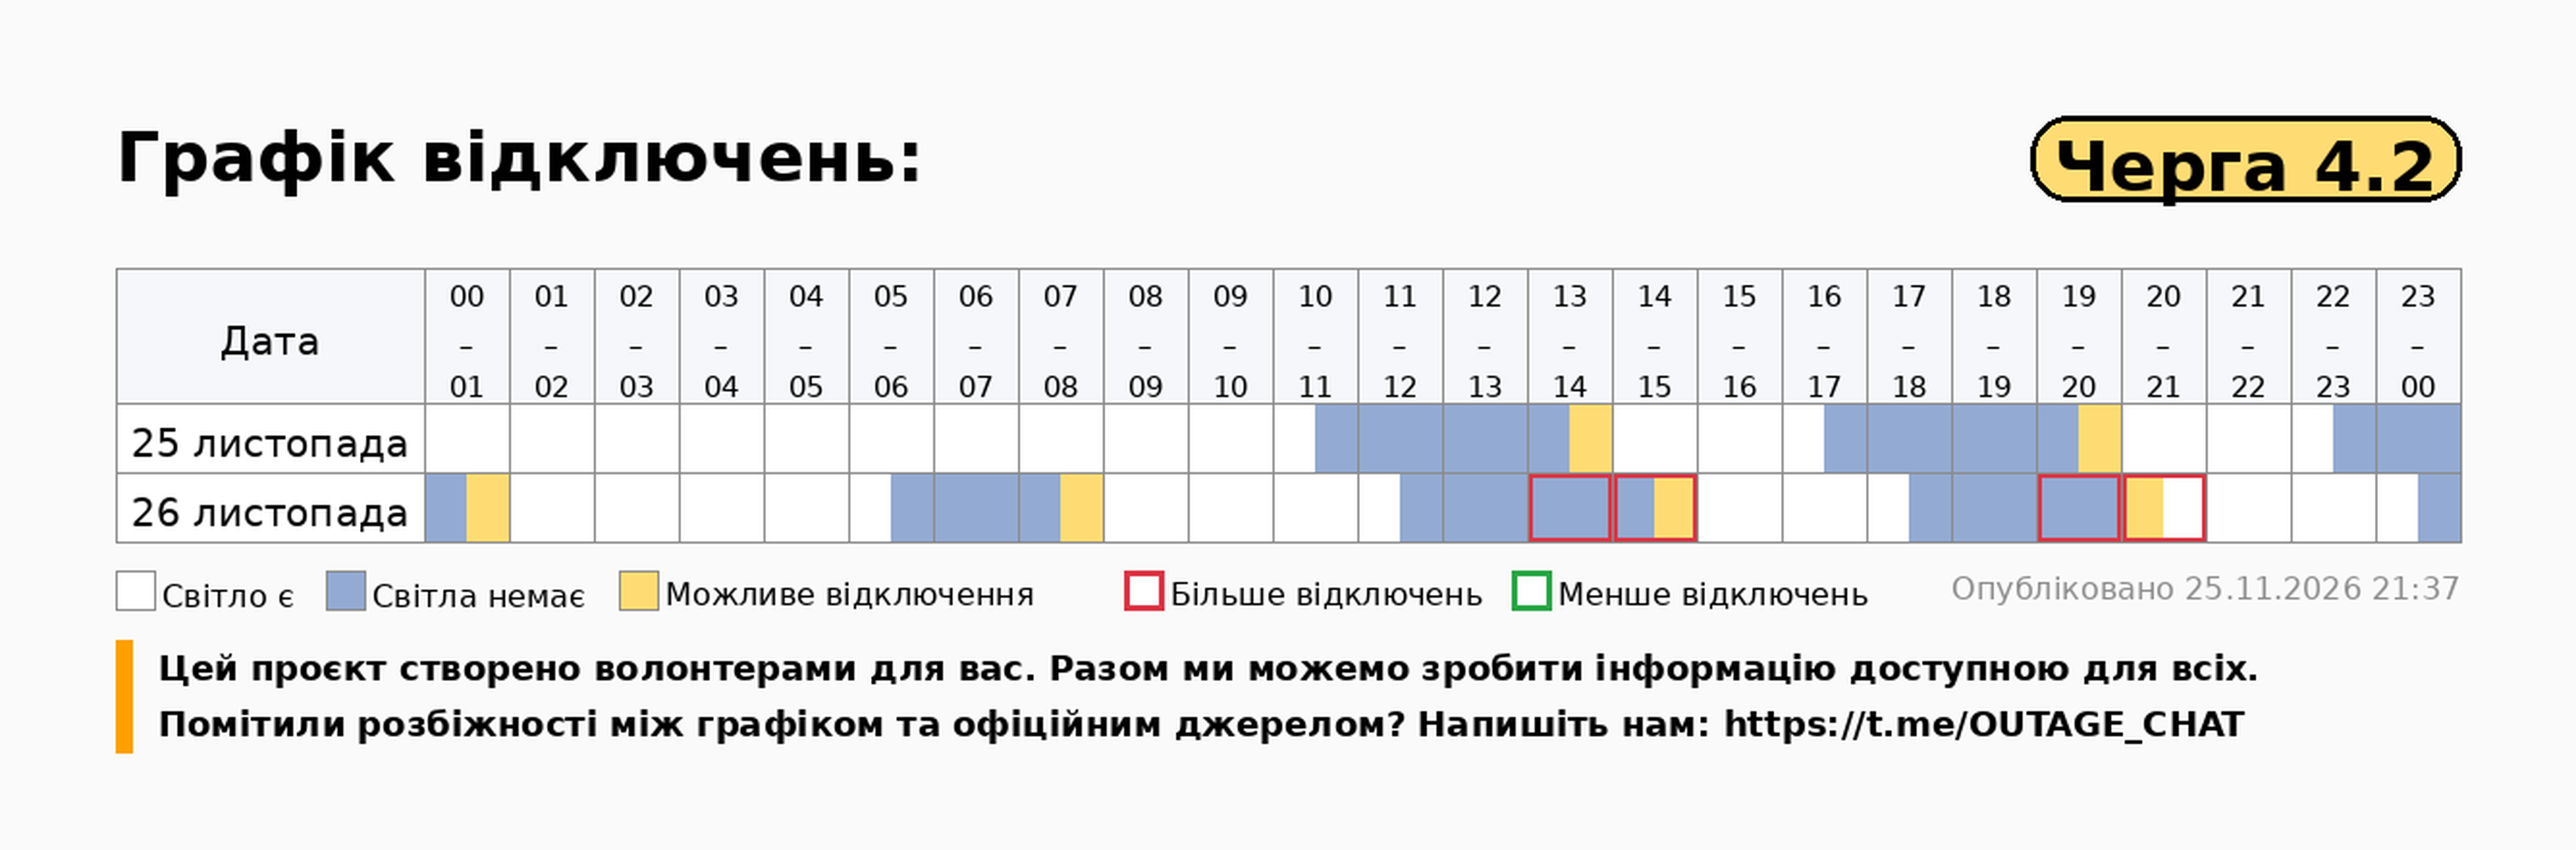 Графік відключень:
Черга 4.2
Дата
00 – 01
01 – 02
02 – 03
03 – 04
04 – 05
05 – 06
06 – 07
07 – 08
08 – 09
09 – 10
10 – 11
11 – 12
12 – 13
13 – 14
14 – 15
15 – 16
16 – 17
17 – 18
18 – 19
19 – 20
20 – 21
21 – 22
22 – 23
23 – 00
25 листопада
26 листопада
Світло є
Світла немає
Можливе відключення
Більше відключень
Менше відключень
Опубліковано 25.11.2026 21:37
Цей проєкт створено волонтерами для вас. Разом ми можемо зробити інформацію доступною для всіх.
Помітили розбіжності між графіком та офіційним джерелом? Напишіть нам: https://t.me/OUTAGE_CHAT